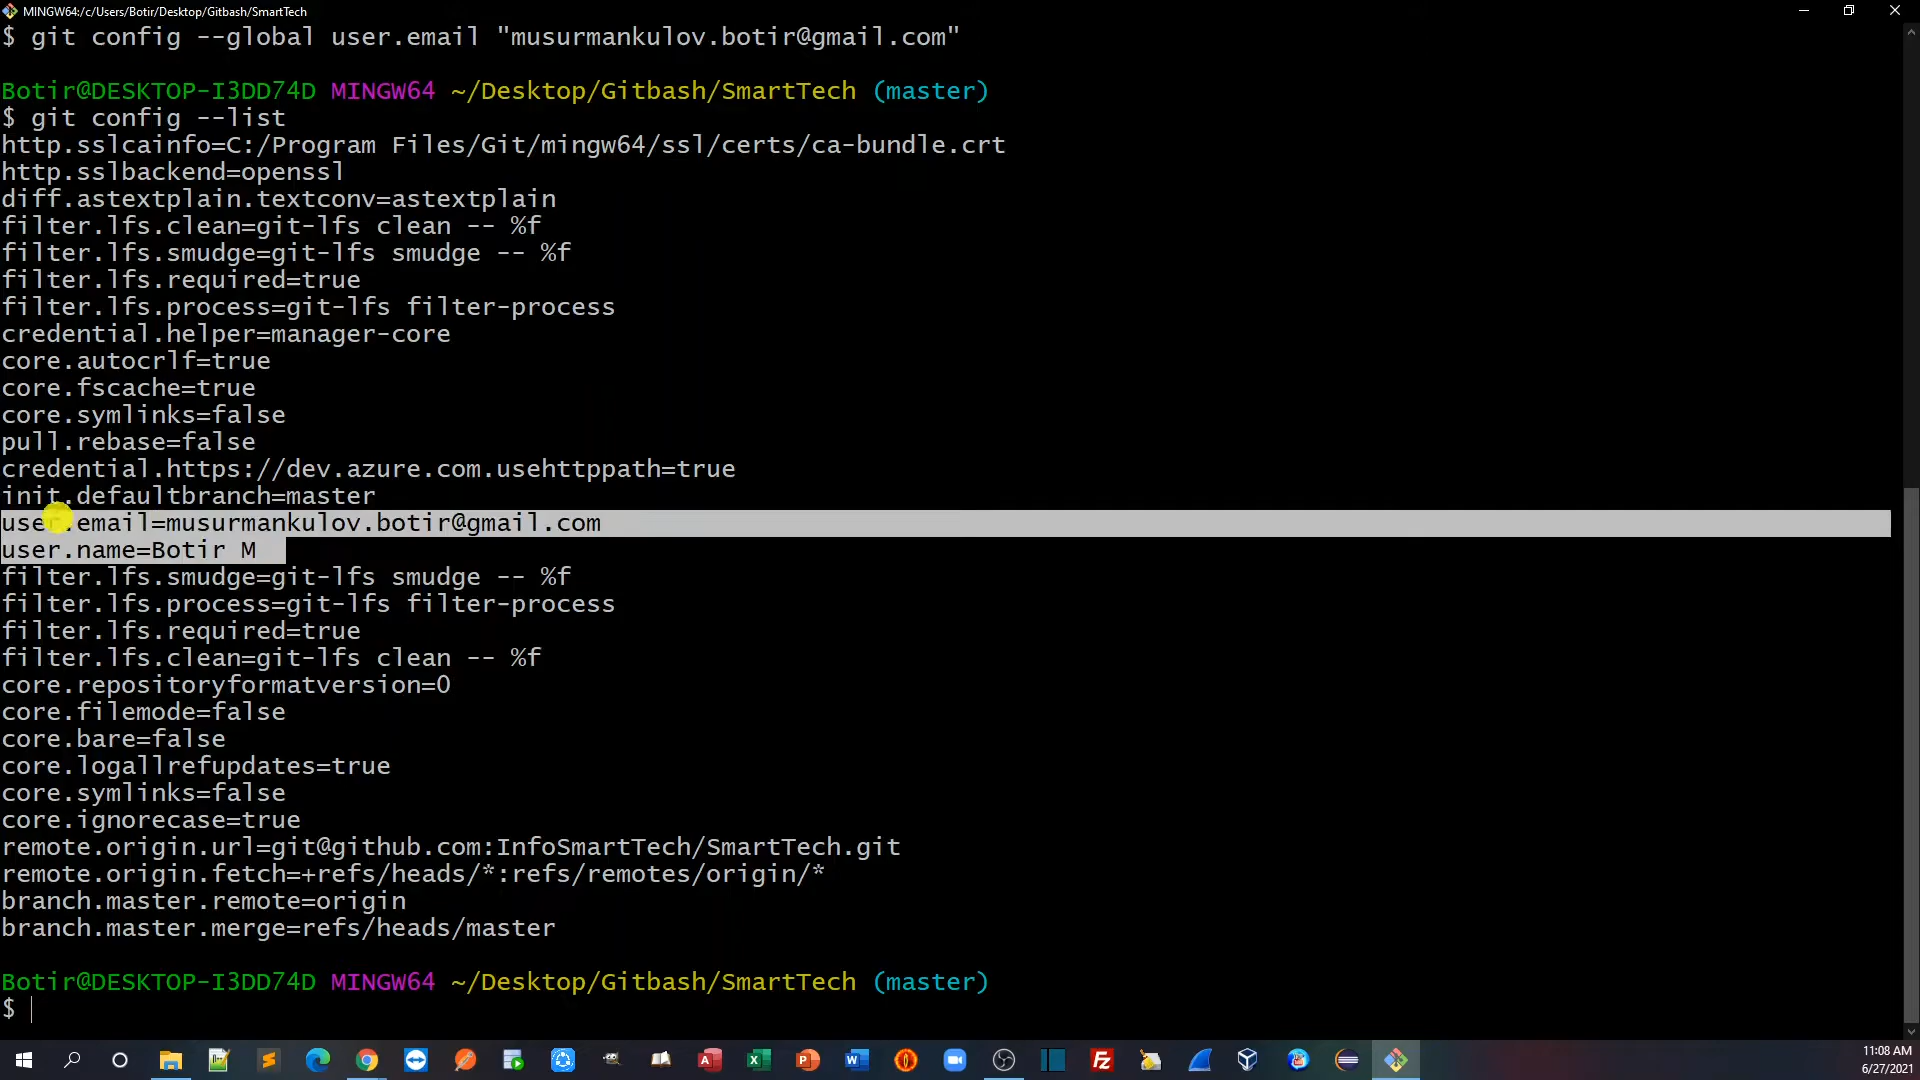 MINGW64:/c/Users/Botir/Desktop/Gitbash/SmartTech
$ git config --global user.email "musurmankulov.botir@gmail.com"
Botir@DESKTOP-I3DD74D MINGW64 ~/Desktop/Gitbash/SmartTech (master)
$ git config --list
http.sslcainfo=C:/Program Files/Git/mingw64/ssl/certs/ca-bundle.crt
http.sslbackend=openssl
diff.astextplain.textconv=astextplain
filter.lfs.clean=git-lfs clean -- %f
filter.lfs.smudge=git-lfs smudge -- %f
filter.lfs.required=true
filter.lfs.process=git-lfs filter-process
credential.helper=manager-core
core.autocrlf=true
core.fscache=true
core.symlinks=false
pull.rebase=false
credential.https://dev.azure.com.usehttppath=true
init.defaultbranch=master
user.email=musurmankulov.botir@gmail.com
user.name=Botir M
filter.lfs.smudge=git-lfs smudge -- %f
filter.lfs.process=git-lfs filter-process
filter.lfs.required=true
filter.lfs.clean=git-lfs clean -- %f
core.repositoryformatversion=0
core.filemode=false
core.bare=false
core.logallrefupdates=true
core.symlinks=false
core.ignorecase=true
remote.origin.url=git@github.com:InfoSmartTech/SmartTech.git
remote.origin.fetch=+refs/heads/*:refs/remotes/origin/*
branch.master.remote=origin
branch.master.merge=refs/heads/master
Botir@DESKTOP-I3DD74D MINGW64 ~/Desktop/Gitbash/SmartTech (master)
$
11:08 AM
6/27/2021